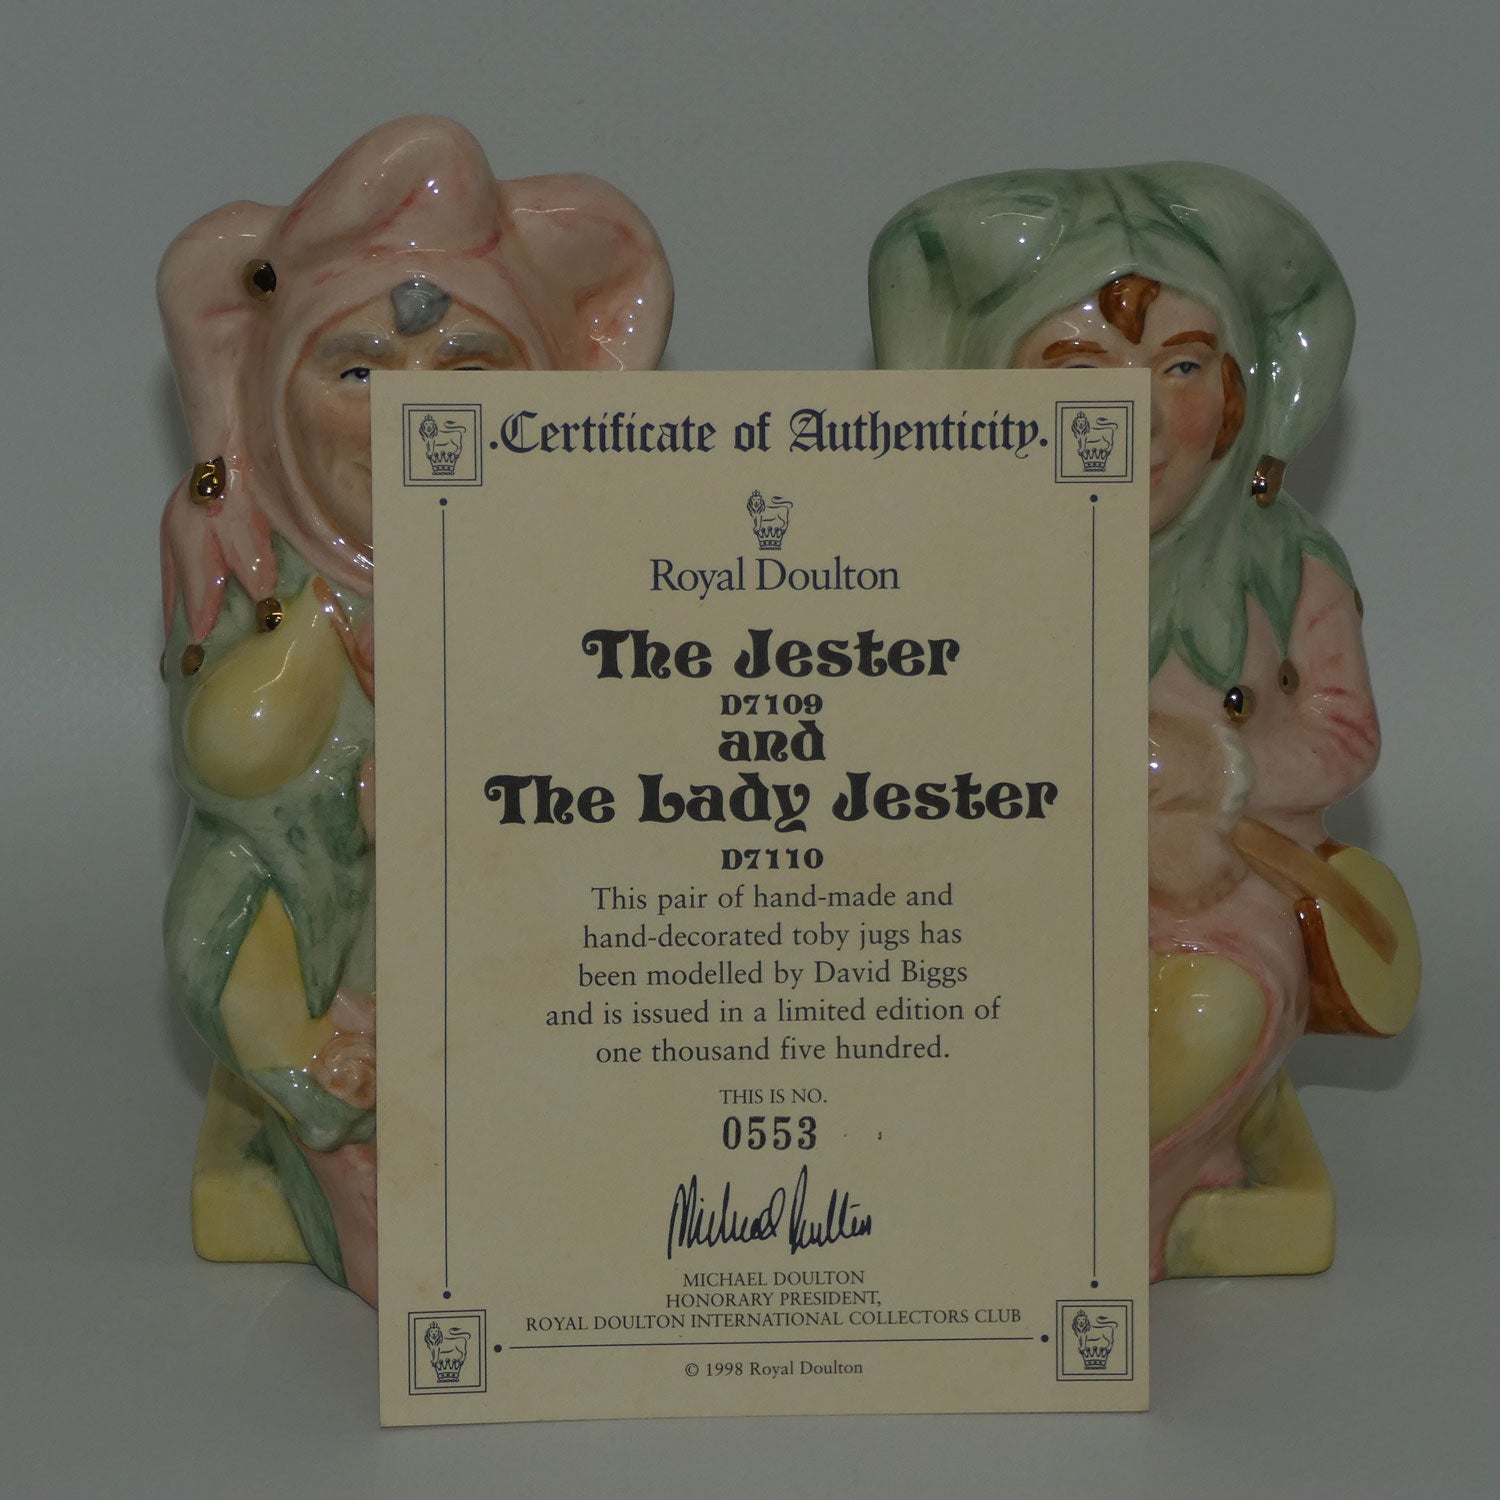 ·Certificate of Authenticity·
Royal Doulton
The Jester
D7109
and
The Lady Jester
D7110
This pair of hand-made and
hand-decorated toby jugs has
been modelled by David Biggs
and is issued in a limited edition of
one thousand five hundred.
THIS IS NO.
0553
Michael Doulton
MICHAEL DOULTON
HONORARY PRESIDENT,
ROYAL DOULTON INTERNATIONAL COLLECTORS CLUB
© 1998 Royal Doulton